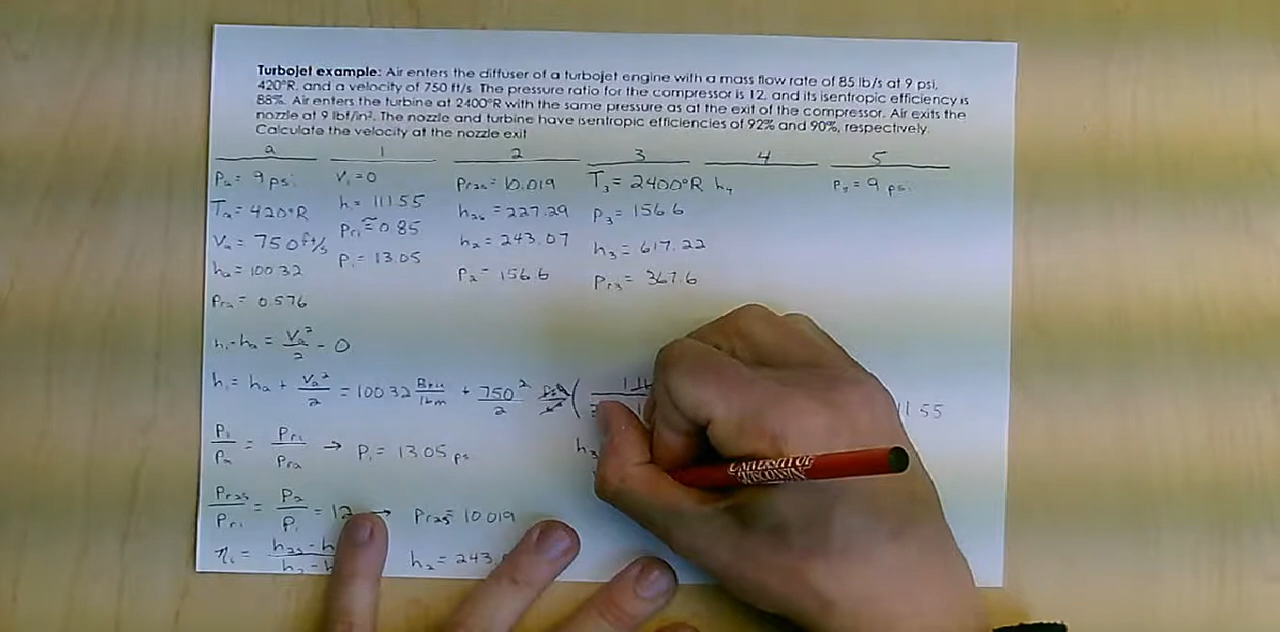 Turbojet example: Air enters the diffuser of a turbojet engine with a mass flow rate of 85 lb/s at 9 psi,
420°R, and a velocity of 750 ft/s. The pressure ratio for the compressor is 12, and its isentropic efficiency is
88%. Air enters the turbine at 2400°R with the same pressure as at the exit of the compressor. Air exits the
nozzle at 9 lbf/in². The nozzle and turbine have isentropic efficiencies of 92% and 90%, respectively.
Calculate the velocity at the nozzle exit
a 1 2 3 4 5
Pa = 9 psi V₁ = 0 Pr2s = 10.019 T₃ = 2400°R h₄ P₅ = 9 psi
Ta = 420°R h₁ = 111.55 h2s = 227.29 P₃ = 156.6
Va = 750 ft/s Pr₁ ≈ 0.85 h₂ = 243.07 h₃ = 617.22
ha = 100.32 P₁ = 13.05 P₂ = 156.6 Pr₃ = 367.6
Pra = 0.576
h₁-ha = Va²/2 - 0
h₁ = ha + Va²/2 = 100.32 Btu/lbm + 750²/2 ( 11.55
P₁/Pa = Pr₁/Pra → P₁ = 13.05 psi h₃
Pr2s/Pr₁ = P₂/P₁ = 12 → Pr2s = 10.019
h2s - h h₂ = 243.
UNIVERSITY OF
WISCONSIN